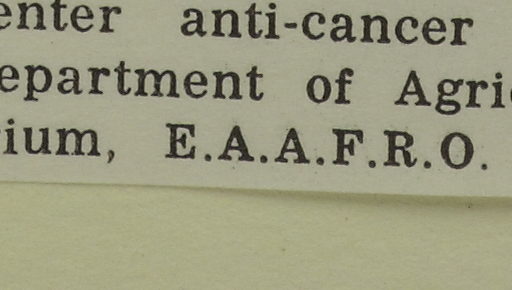 enter anti-cancer
epartment of Agri
ium, E.A.A.F.R.O.